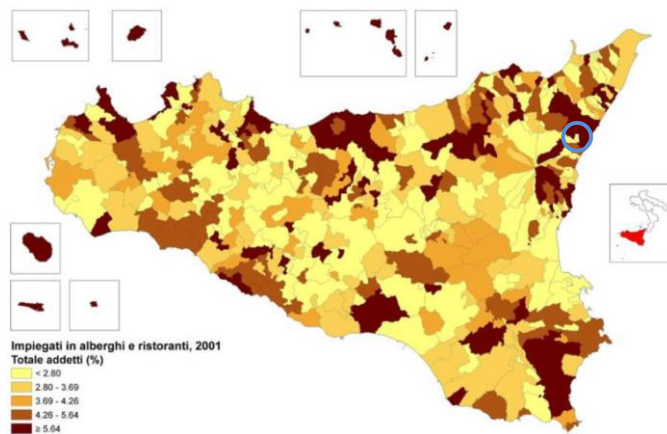 Impiegati in alberghi e ristoranti, 2001
Totale addetti (%)
< 2.80
2.80 - 3.69
3.69 - 4.26
4.26 - 5.64
≥ 5.64